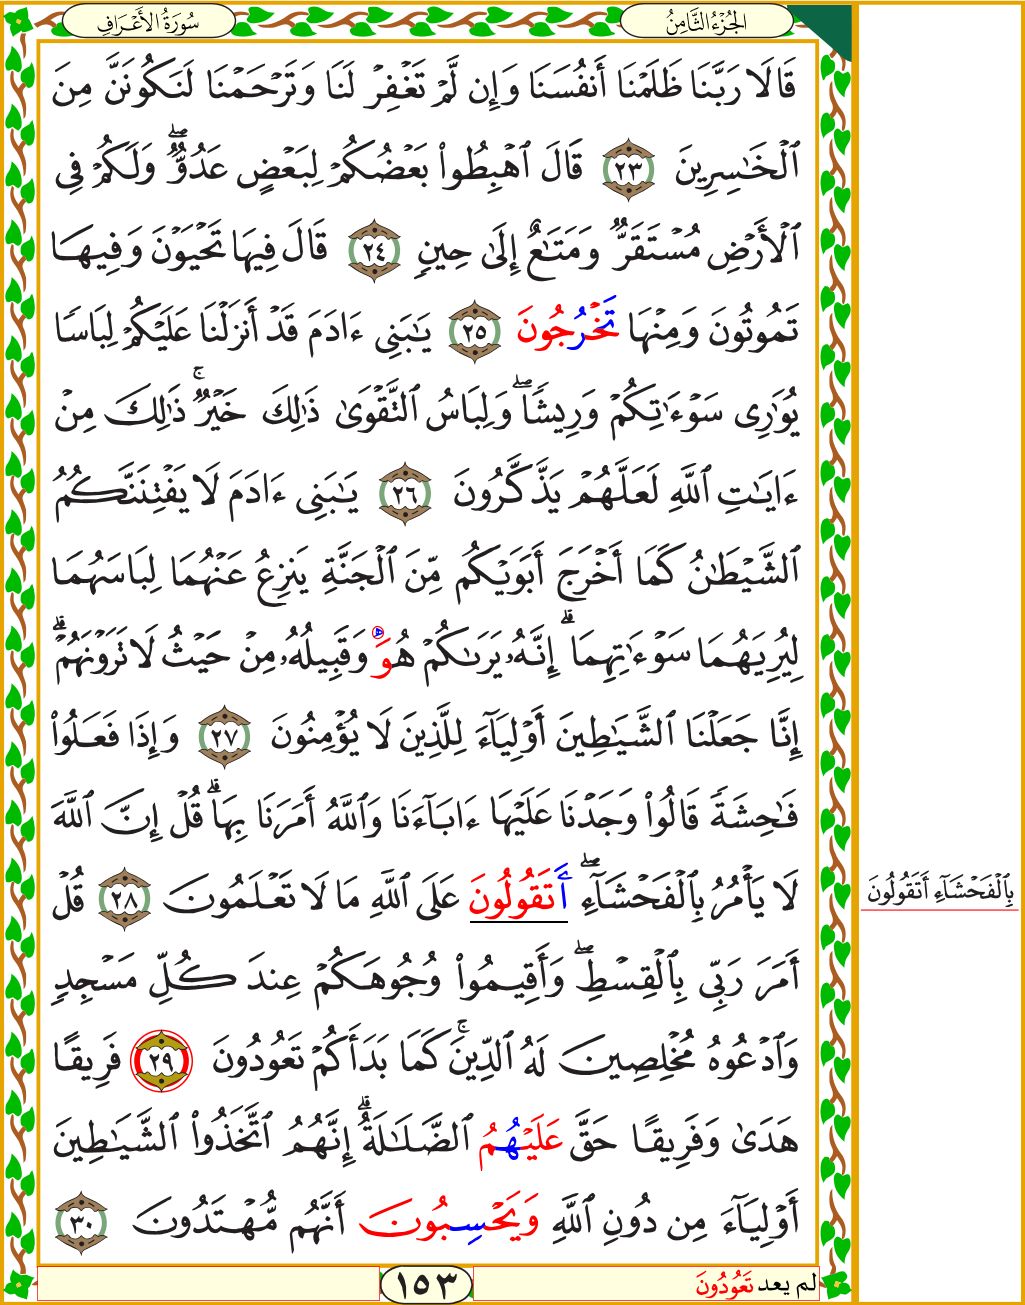 الجُزْءُ الثَّامِنُ
سُورَةُ الأَعْرَافِ
قَالَا رَبَّنَا ظَلَمْنَا أَنفُسَنَا وَإِن لَّمْ تَغْفِرْ لَنَا وَتَرْحَمْنَا لَنَكُونَنَّ مِنَ
ٱلْخَٰسِرِينَ ٢٣ قَالَ ٱهْبِطُوا۟ بَعْضُكُمْ لِبَعْضٍ عَدُوٌّۖ وَلَكُمْ فِى
ٱلْأَرْضِ مُسْتَقَرٌّ وَمَتَٰعٌ إِلَىٰ حِينٍ ٢٤ قَالَ فِيهَا تَحْيَوْنَ وَفِيهَا
تَمُوتُونَ وَمِنْهَا تَخْرُجُونَ ٢٥ يَٰبَنِى ءَادَمَ قَدْ أَنزَلْنَا عَلَيْكُمْ لِبَاسًا
يُوَٰرِى سَوْءَٰتِكُمْ وَرِيشًاۖ وَلِبَاسُ ٱلتَّقْوَىٰ ذَٰلِكَ خَيْرٌۚ ذَٰلِكَ مِنْ
ءَايَٰتِ ٱللَّهِ لَعَلَّهُمْ يَذَّكَّرُونَ ٢٦ يَٰبَنِى ءَادَمَ لَا يَفْتِنَنَّكُمُ
ٱلشَّيْطَٰنُ كَمَا أَخْرَجَ أَبَوَيْكُم مِّنَ ٱلْجَنَّةِ يَنزِعُ عَنْهُمَا لِبَاسَهُمَا
لِيُرِيَهُمَا سَوْءَٰتِهِمَاۗ إِنَّهُۥ يَرَىٰكُمْ هُوَ وَقَبِيلُهُۥ مِنْ حَيْثُ لَا تَرَوْنَهُمْۗ
إِنَّا جَعَلْنَا ٱلشَّيَٰطِينَ أَوْلِيَآءَ لِلَّذِينَ لَا يُؤْمِنُونَ ٢٧ وَإِذَا فَعَلُوا۟
فَٰحِشَةً قَالُوا۟ وَجَدْنَا عَلَيْهَا ءَابَآءَنَا وَٱللَّهُ أَمَرَنَا بِهَاۗ قُلْ إِنَّ ٱللَّهَ
لَا يَأْمُرُ بِٱلْفَحْشَآءِۖ أَتَقُولُونَ عَلَى ٱللَّهِ مَا لَا تَعْلَمُونَ ٢٨ قُلْ
بِٱلْفَحْشَآءِ أَتَقُولُونَ
أَمَرَ رَبِّى بِٱلْقِسْطِۖ وَأَقِيمُوا۟ وُجُوهَكُمْ عِندَ كُلِّ مَسْجِدٍ
وَٱدْعُوهُ مُخْلِصِينَ لَهُ ٱلدِّينَۚ كَمَا بَدَأَكُمْ تَعُودُونَ ٢٩ فَرِيقًا
هَدَىٰ وَفَرِيقًا حَقَّ عَلَيْهُمُ ٱلضَّلَٰلَةُۗ إِنَّهُمُ ٱتَّخَذُوا۟ ٱلشَّيَٰطِينَ
أَوْلِيَآءَ مِن دُونِ ٱللَّهِ وَيَحْسِبُونَ أَنَّهُم مُّهْتَدُونَ ٣٠
لم يعد تَعُودُونَ
١٥٣